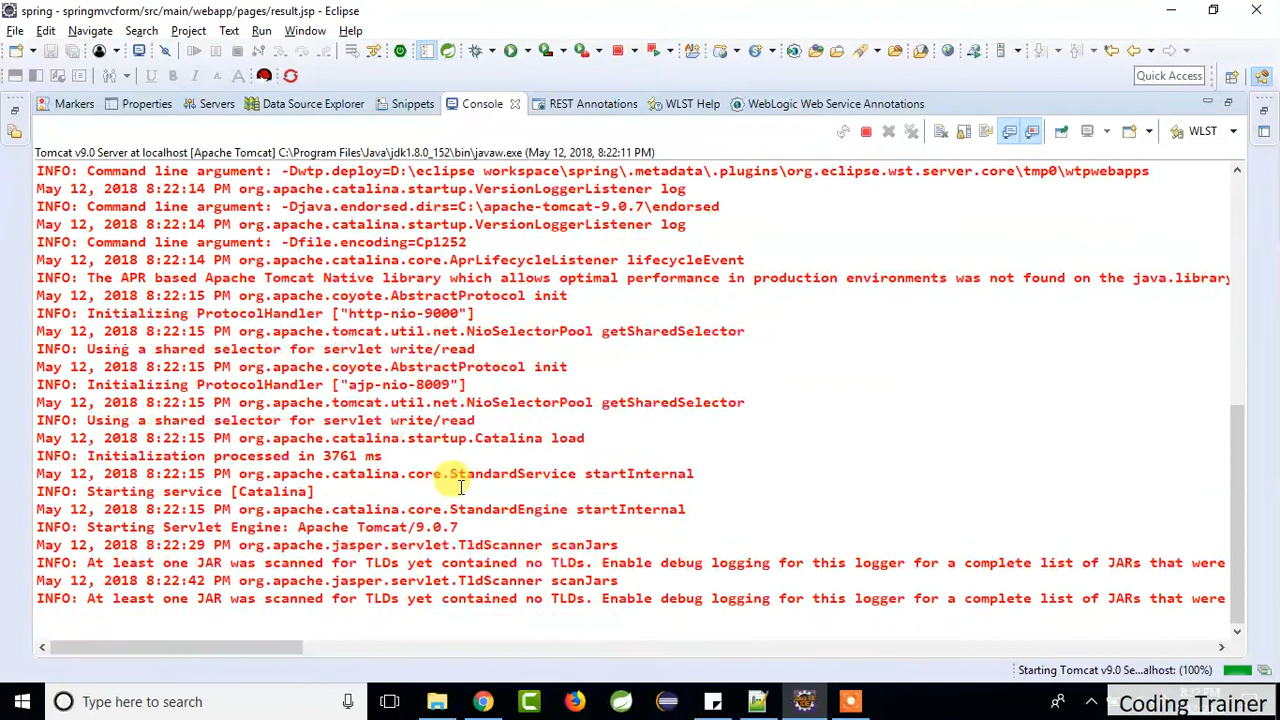 spring - springmvcform/src/main/webapp/pages/result.jsp - Eclipse
File Edit Navigate Search Project Text Run Window Help
Quick Access
Markers Properties Servers Data Source Explorer Snippets Console REST Annotations WLST Help WebLogic Web Service Annotations
WLST
Tomcat v9.0 Server at localhost [Apache Tomcat] C:\Program Files\Java\jdk1.8.0_152\bin\javaw.exe (May 12, 2018, 8:22:11 PM)
INFO: Command line argument: -Dwtp.deploy=D:\eclipse workspace\spring\.metadata\.plugins\org.eclipse.wst.server.core\tmp0\wtpwebapps
May 12, 2018 8:22:14 PM org.apache.catalina.startup.VersionLoggerListener log
INFO: Command line argument: -Djava.endorsed.dirs=C:\apache-tomcat-9.0.7\endorsed
May 12, 2018 8:22:14 PM org.apache.catalina.startup.VersionLoggerListener log
INFO: Command line argument: -Dfile.encoding=Cp1252
May 12, 2018 8:22:14 PM org.apache.catalina.core.AprLifecycleListener lifecycleEvent
INFO: The APR based Apache Tomcat Native library which allows optimal performance in production environments was not found on the java.library
May 12, 2018 8:22:15 PM org.apache.coyote.AbstractProtocol init
INFO: Initializing ProtocolHandler ["http-nio-9000"]
May 12, 2018 8:22:15 PM org.apache.tomcat.util.net.NioSelectorPool getSharedSelector
INFO: Using a shared selector for servlet write/read
May 12, 2018 8:22:15 PM org.apache.coyote.AbstractProtocol init
INFO: Initializing ProtocolHandler ["ajp-nio-8009"]
May 12, 2018 8:22:15 PM org.apache.tomcat.util.net.NioSelectorPool getSharedSelector
INFO: Using a shared selector for servlet write/read
May 12, 2018 8:22:15 PM org.apache.catalina.startup.Catalina load
INFO: Initialization processed in 3761 ms
May 12, 2018 8:22:15 PM org.apache.catalina.core.StandardService startInternal
INFO: Starting service [Catalina]
May 12, 2018 8:22:15 PM org.apache.catalina.core.StandardEngine startInternal
INFO: Starting Servlet Engine: Apache Tomcat/9.0.7
May 12, 2018 8:22:29 PM org.apache.jasper.servlet.TldScanner scanJars
INFO: At least one JAR was scanned for TLDs yet contained no TLDs. Enable debug logging for this logger for a complete list of JARs that were
May 12, 2018 8:22:42 PM org.apache.jasper.servlet.TldScanner scanJars
INFO: At least one JAR was scanned for TLDs yet contained no TLDs. Enable debug logging for this logger for a complete list of JARs that were
Starting Tomcat v9.0 Se...alhost: (100%)
Type here to search
Coding Trainer